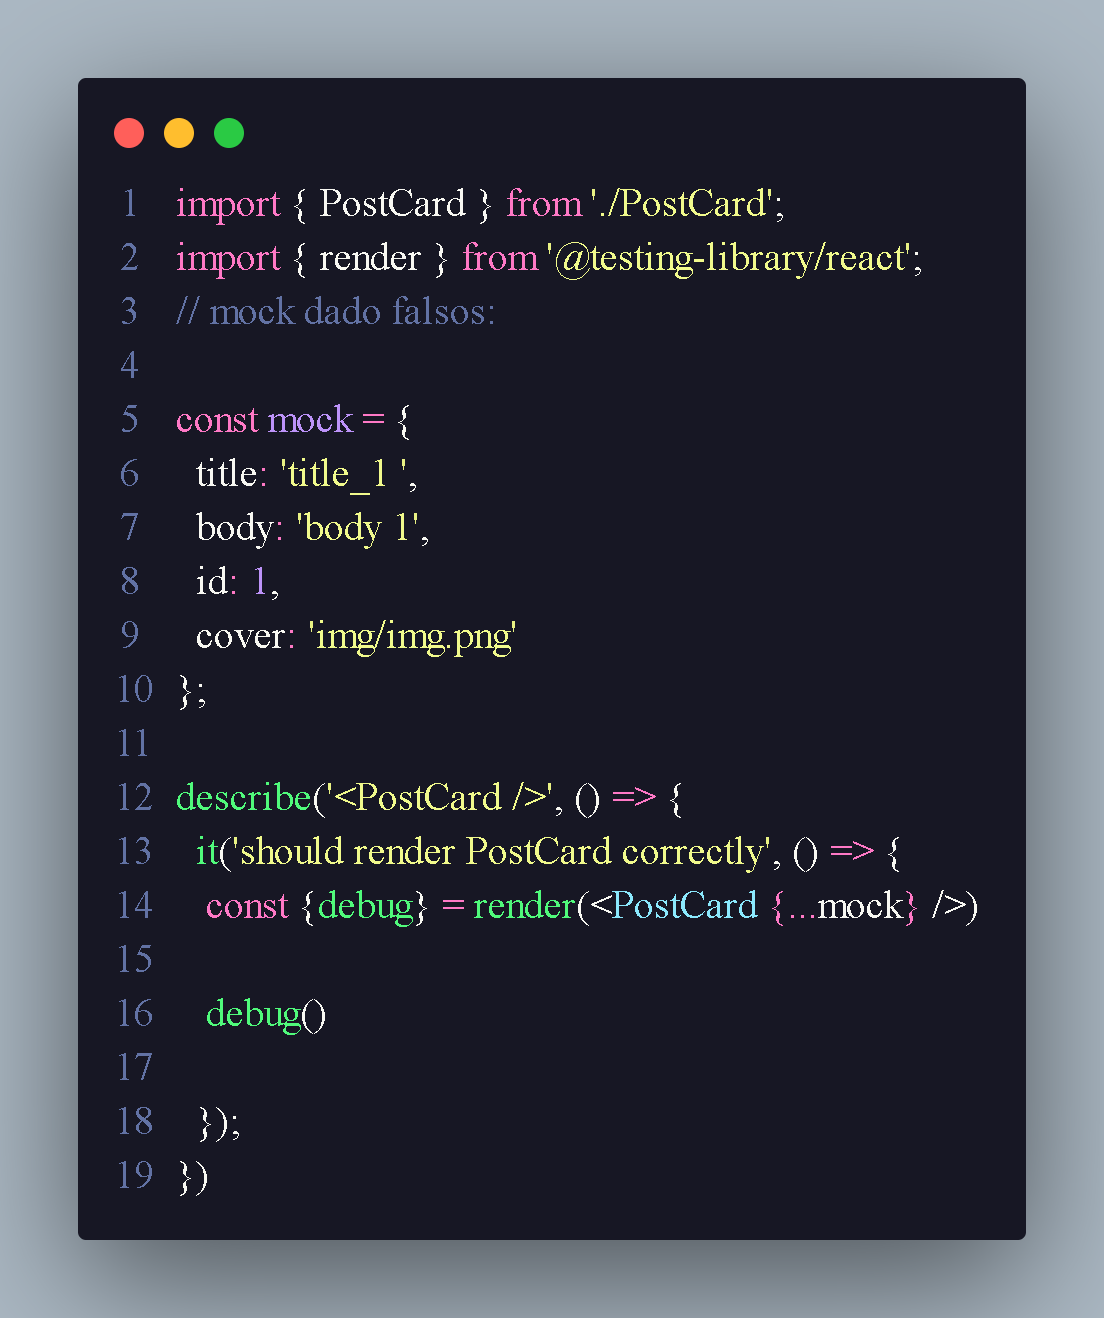 1 import { PostCard } from './PostCard';
2 import { render } from '@testing-library/react';
3 // mock dado falsos:
4
5 const mock = {
6 title: 'title_1 ',
7 body: 'body 1',
8 id: 1,
9 cover: 'img/img.png'
10 };
11
12 describe('<PostCard />', () => {
13 it('should render PostCard correctly', () => {
14 const {debug} = render(<PostCard {...mock} />)
15
16 debug()
17
18 });
19 })